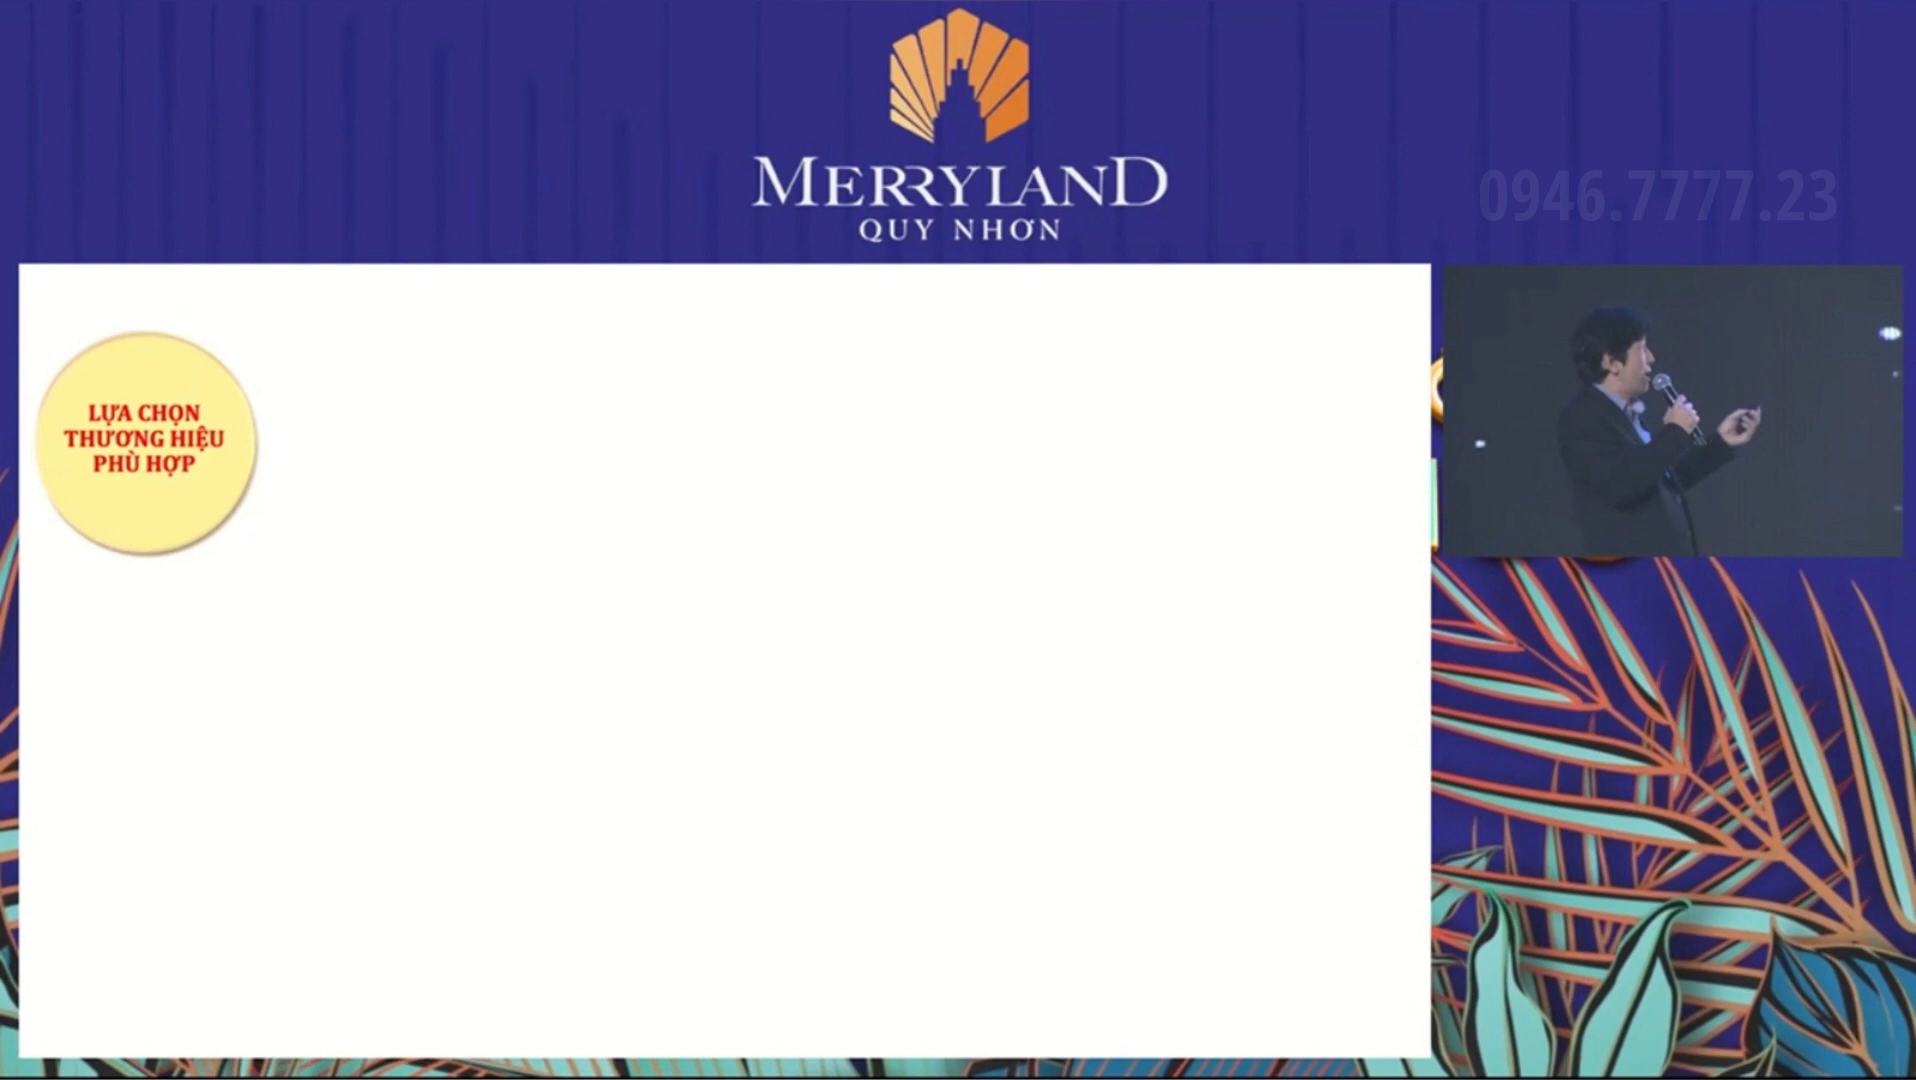 MERRYLAND
QUY NHƠN
0946.7777.23
LỰA CHỌN
THƯƠNG HIỆU
PHÙ HỢP